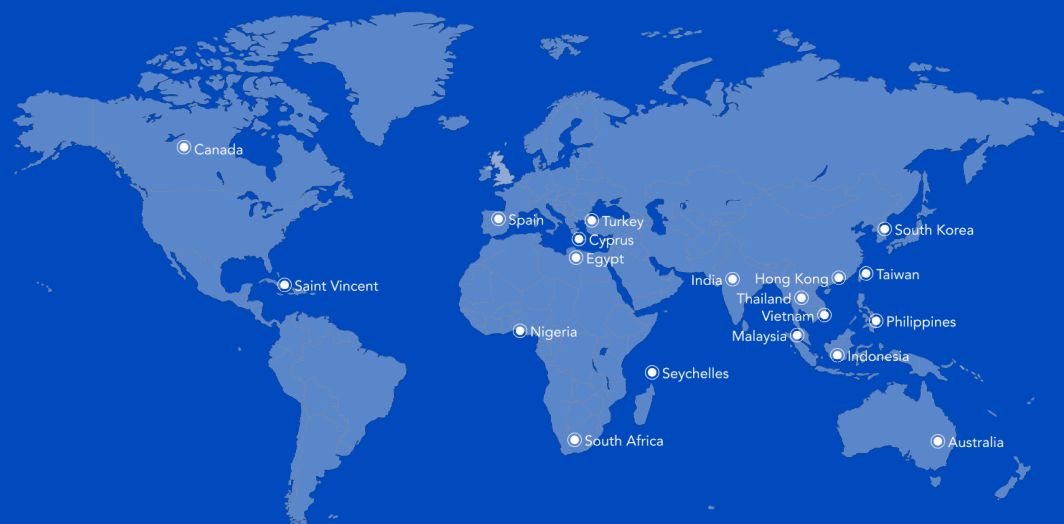 Canada
Spain
Turkey
South Korea
Cyprus
Egypt
Taiwan
Hong Kong
India
Saint Vincent
Thailand
Vietnam
Philippines
Nigeria
Malaysia
Indonesia
Seychelles
South Africa
Australia